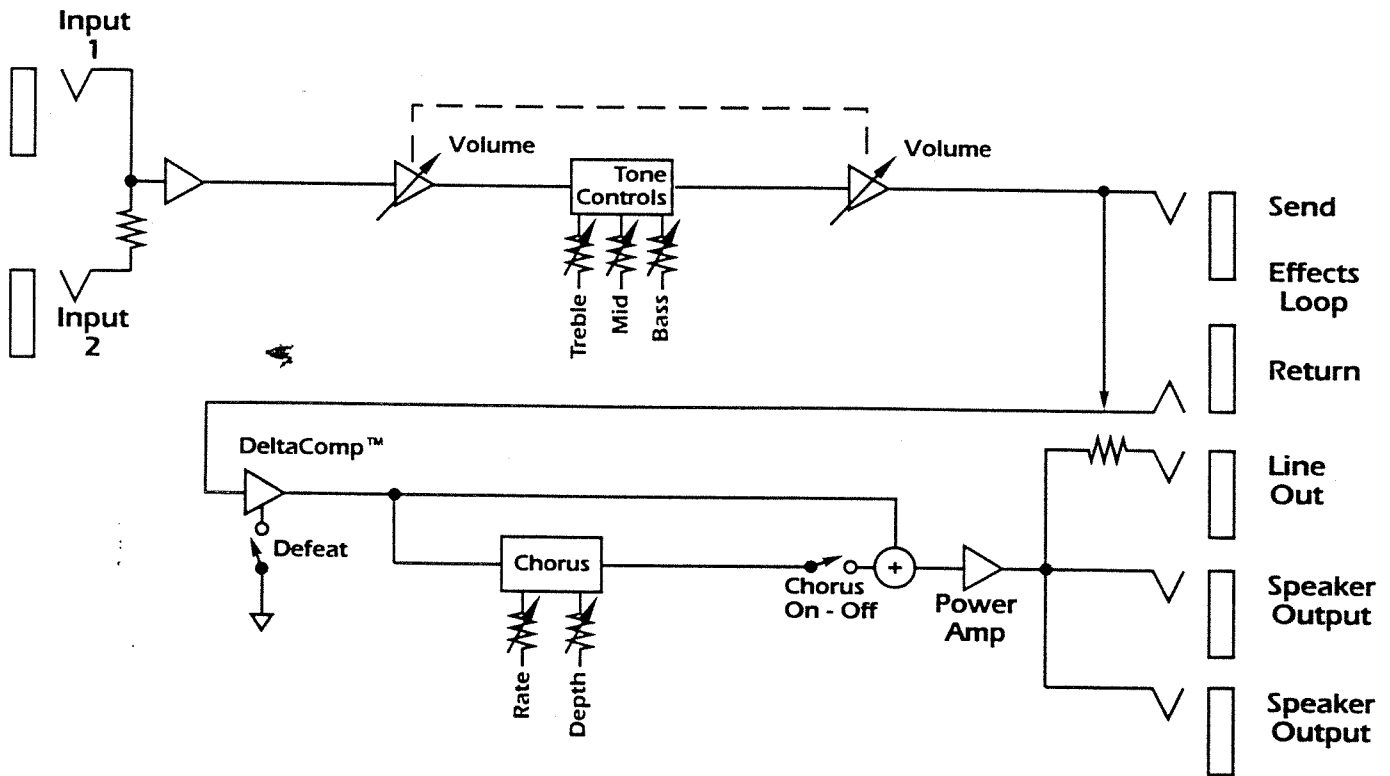 Input
1
Volume
Volume
Tone
Controls
Treble
Mid
Bass
Input
2
Send
Effects
Loop
Return
DeltaComp™
Defeat
Chorus
Rate
Depth
Chorus
On - Off
+
Power
Amp
Line
Out
Speaker
Output
Speaker
Output